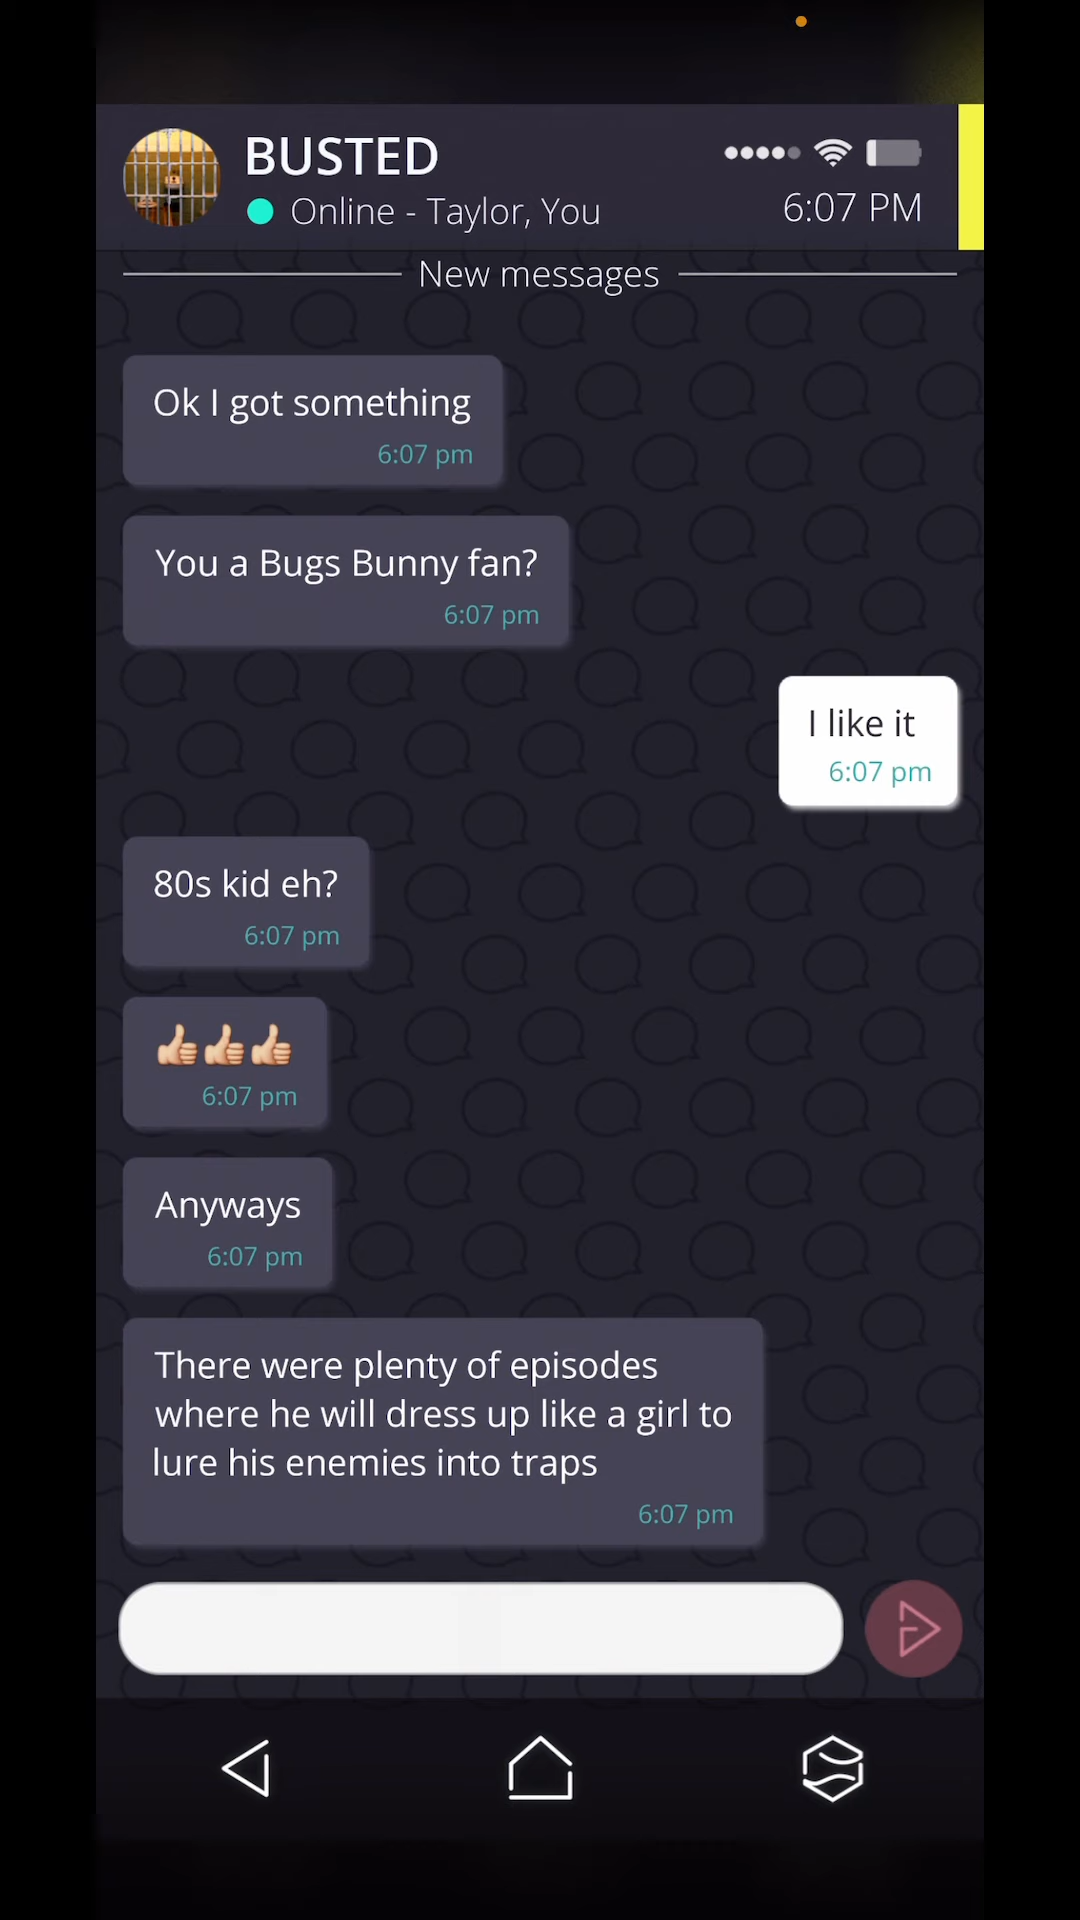 BUSTED
Online - Taylor, You
6:07 PM
New messages
Ok I got something
6:07 pm
You a Bugs Bunny fan?
6:07 pm
I like it
6:07 pm
80s kid eh?
6:07 pm
👍🏻👍🏻👍🏻
6:07 pm
Anyways
6:07 pm
There were plenty of episodes
where he will dress up like a girl to
lure his enemies into traps
6:07 pm